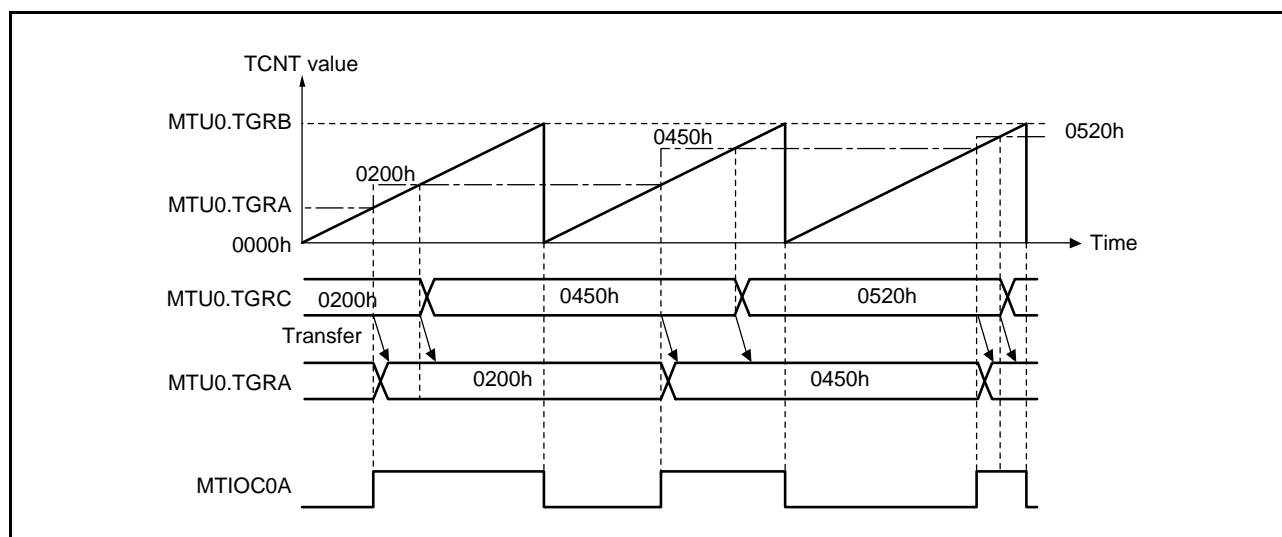 TCNT value
MTU0.TGRB
0520h
0450h
0200h
MTU0.TGRA
0000h
Time
MTU0.TGRC
0200h
0450h
0520h
Transfer
MTU0.TGRA
0200h
0450h
MTIOC0A